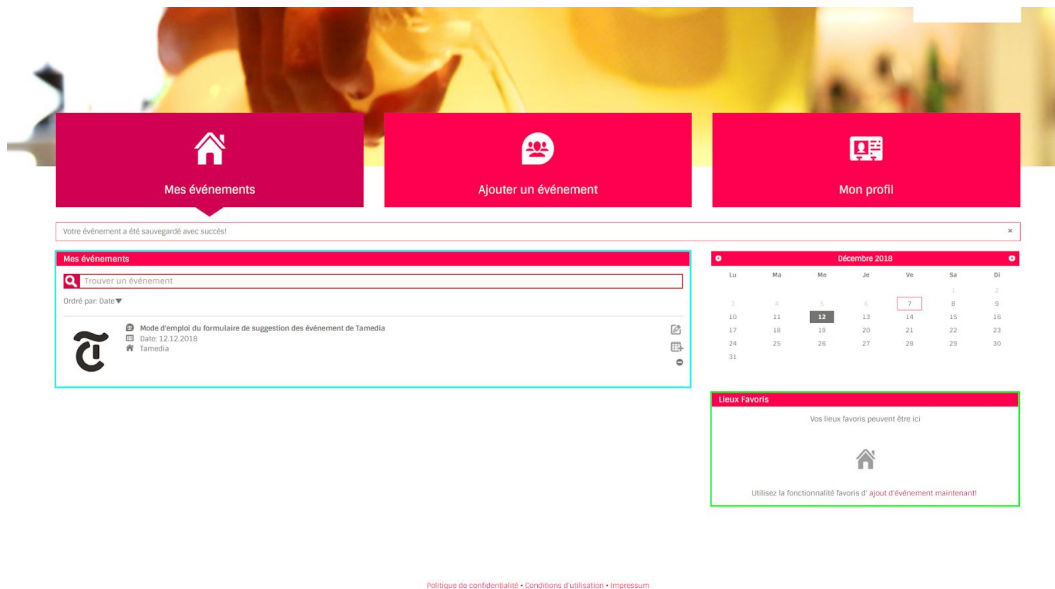 Mes événements
Ajouter un événement
Mon profil
Votre événement a été sauvegardé avec succés!
×
Mes événements
Trouver un événement
Ordré par: Date▼
Mode d'emploi du formulaire de suggestion des événement de Tamedia
Date: 12.12.2018
Tamedia
Décembre 2018
Lu Ma Me Je Ve Sa Di
1 2
3 4 5 6 7 8 9
10 11 12 13 14 15 16
17 18 19 20 21 22 23
24 25 26 27 28 29 30
31
Lieux Favoris
Vos lieux favoris peuvent être ici
Utilisez la fonctionnalité favoris d' ajout d'événement maintenant!
Politique de confidentialité • Conditions d'utilisation • Impressum